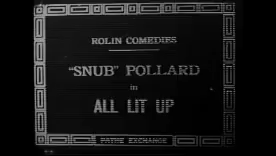 ROLIN COMEDIES
"SNUB" POLLARD
in
ALL LIT UP
PATHE EXCHANGE